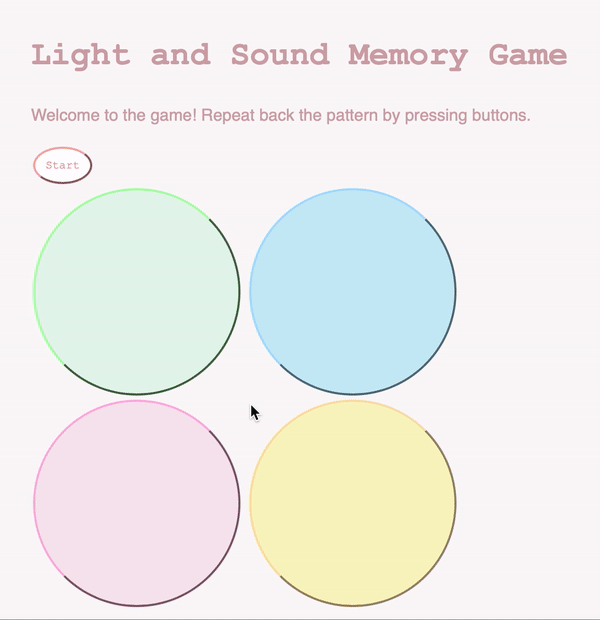 Light and Sound Memory Game
Welcome to the game! Repeat back the pattern by pressing buttons.
Start